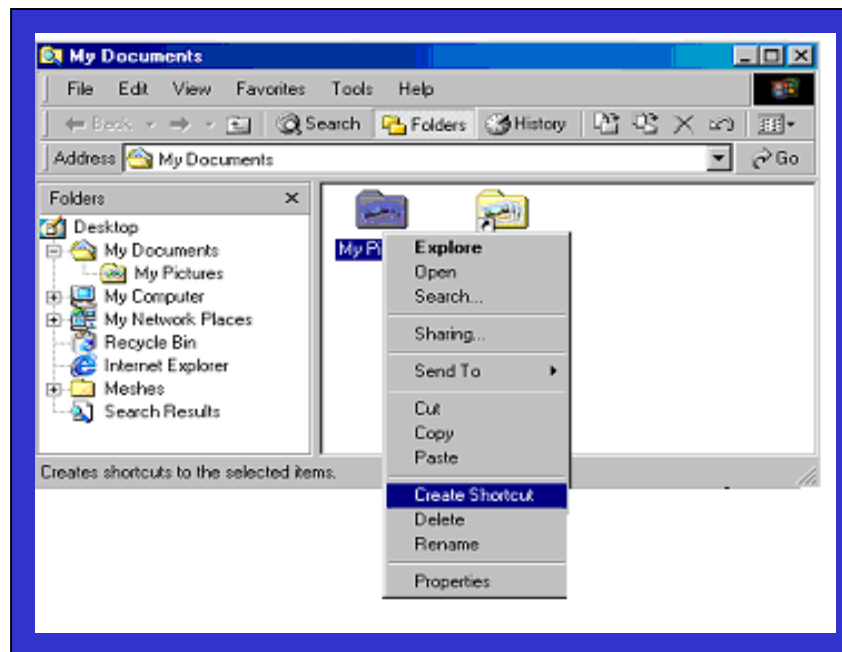 My Documents
File Edit View Favorites Tools Help
Back Search Folders History
Address My Documents Go
Folders
Desktop
My Documents
My Pictures
My Computer
My Network Places
Recycle Bin
Internet Explorer
Meshes
Search Results
My Pi
Explore
Open
Search...
Sharing...
Send To
Cut
Copy
Paste
Create Shortcut
Delete
Rename
Properties
Creates shortcuts to the selected items.